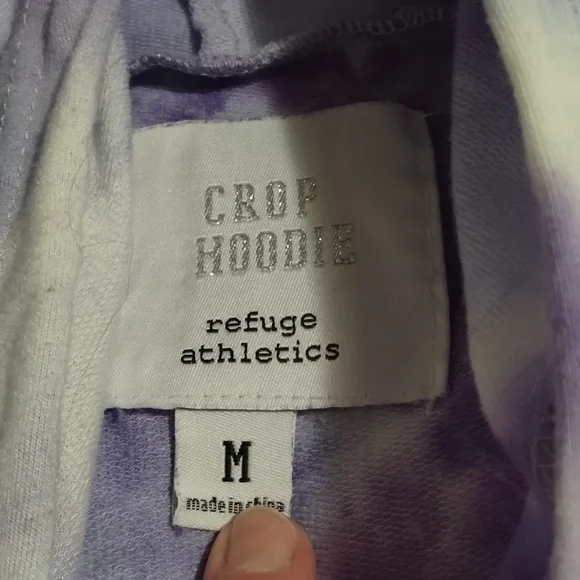 CROP
HOODIE
refuge
athletics
M
made in china